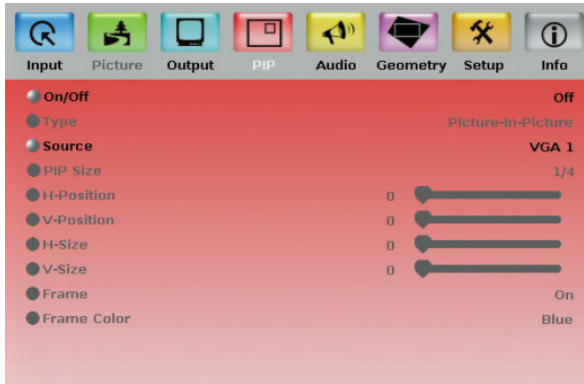 Input Picture Output PIP Audio Geometry Setup Info
On/Off Off
Type Picture-In-Picture
Source VGA 1
PIP Size 1/4
H-Position 0
V-Position 0
H-Size 0
V-Size 0
Frame On
Frame Color Blue